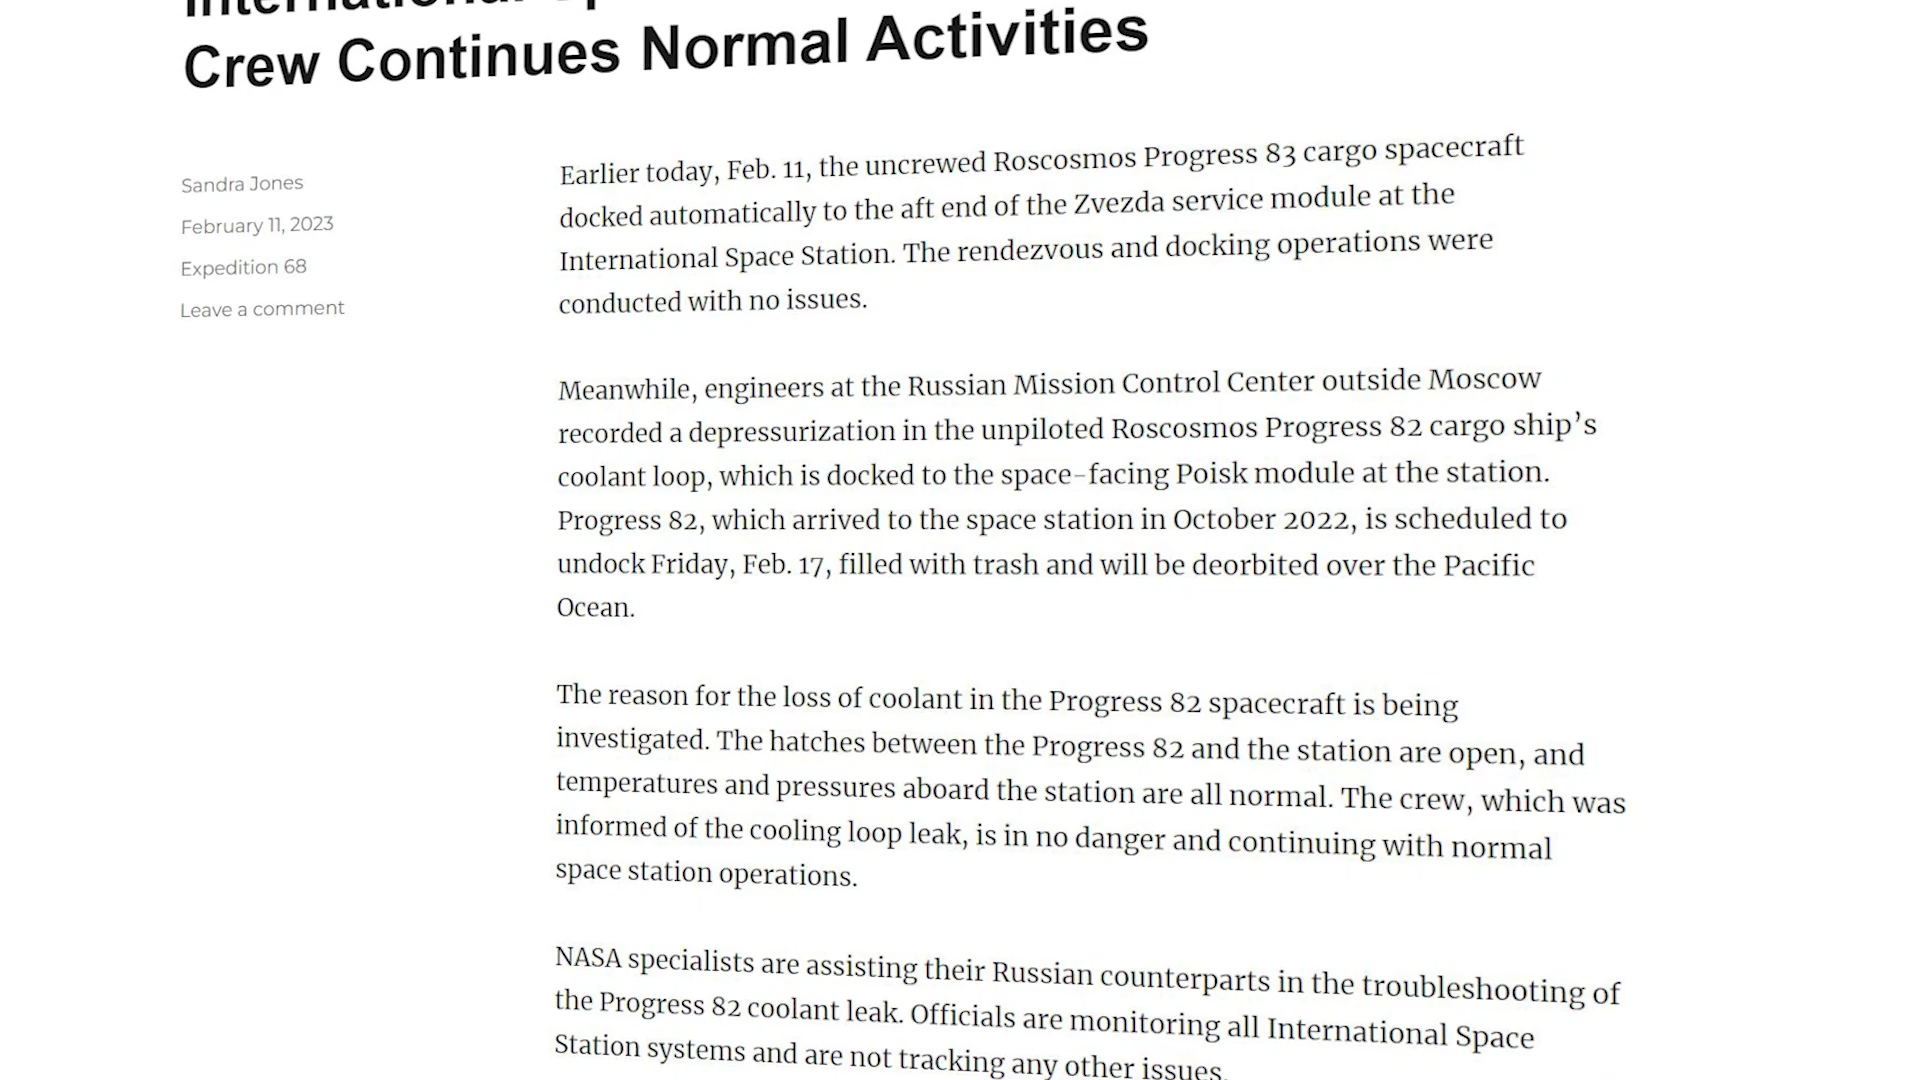 International
Crew Continues Normal Activities
Sandra Jones
February 11, 2023
Expedition 68
Leave a comment
Earlier today, Feb. 11, the uncrewed Roscosmos Progress 83 cargo spacecraft
docked automatically to the aft end of the Zvezda service module at the
International Space Station. The rendezvous and docking operations were
conducted with no issues.
Meanwhile, engineers at the Russian Mission Control Center outside Moscow
recorded a depressurization in the unpiloted Roscosmos Progress 82 cargo ship’s
coolant loop, which is docked to the space-facing Poisk module at the station.
Progress 82, which arrived to the space station in October 2022, is scheduled to
undock Friday, Feb. 17, filled with trash and will be deorbited over the Pacific
Ocean.
The reason for the loss of coolant in the Progress 82 spacecraft is being
investigated. The hatches between the Progress 82 and the station are open, and
temperatures and pressures aboard the station are all normal. The crew, which was
informed of the cooling loop leak, is in no danger and continuing with normal
space station operations.
NASA specialists are assisting their Russian counterparts in the troubleshooting of
the Progress 82 coolant leak. Officials are monitoring all International Space
Station systems and are not tracking any other issues.